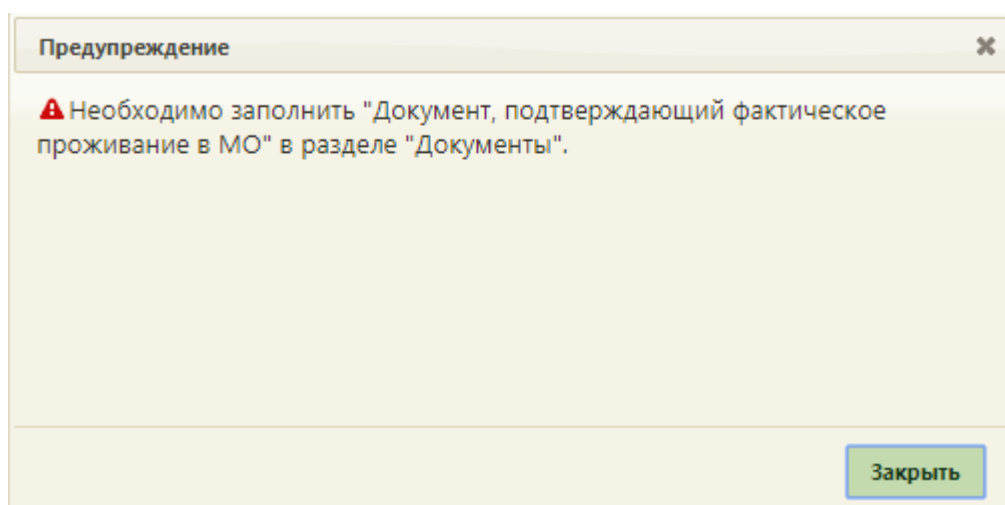 Предупреждение
Необходимо заполнить "Документ, подтверждающий фактическое
проживание в МО" в разделе "Документы".
Закрыть